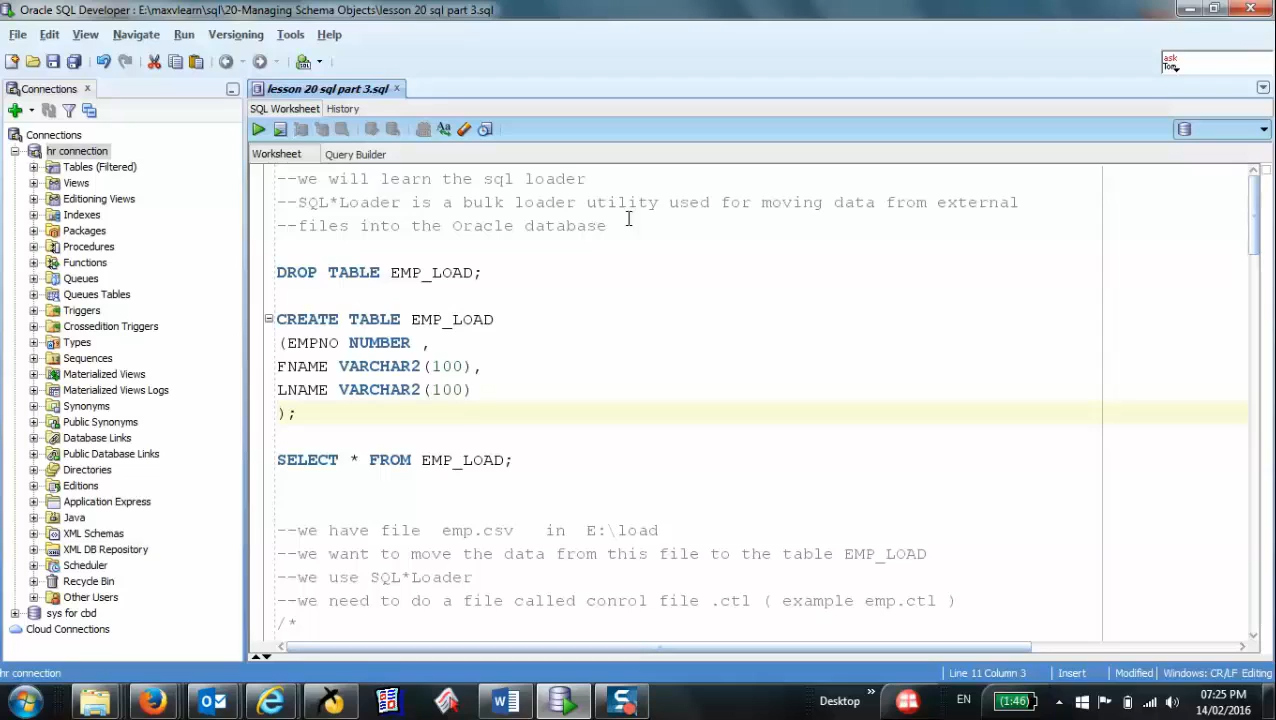 Oracle SQL Developer : E:\maxvlearn\sql\20-Managing Schema Objects\lesson 20 sql part 3.sql
File Edit View Navigate Run Versioning Tools Help
ask
Tom
Connections
lesson 20 sql part 3.sql
SQL Worksheet History
Worksheet Query Builder
Connections
hr connection
Tables (Filtered)
Views
Editioning Views
Indexes
Packages
Procedures
Functions
Queues
Queues Tables
Triggers
Crossedition Triggers
Types
Sequences
Materialized Views
Materialized Views Logs
Synonyms
Public Synonyms
Database Links
Public Database Links
Directories
Editions
Application Express
Java
XML Schemas
XML DB Repository
Scheduler
Recycle Bin
Other Users
sys for cbd
Cloud Connections
--we will learn the sql loader
--SQL*Loader is a bulk loader utility used for moving data from external
--files into the Oracle database
DROP TABLE EMP_LOAD;
CREATE TABLE EMP_LOAD
(EMPNO NUMBER ,
FNAME VARCHAR2(100),
LNAME VARCHAR2(100)
);
SELECT * FROM EMP_LOAD;
--we have file emp.csv in E:\load
--we want to move the data from this file to the table EMP_LOAD
--we use SQL*Loader
--we need to do a file called conrol file .ctl ( example emp.ctl )
/*
hr connection
Line 11 Column 3 Insert Modified Windows: CR/LF Editing
Desktop EN (1:46) 07:25 PM
14/02/2016